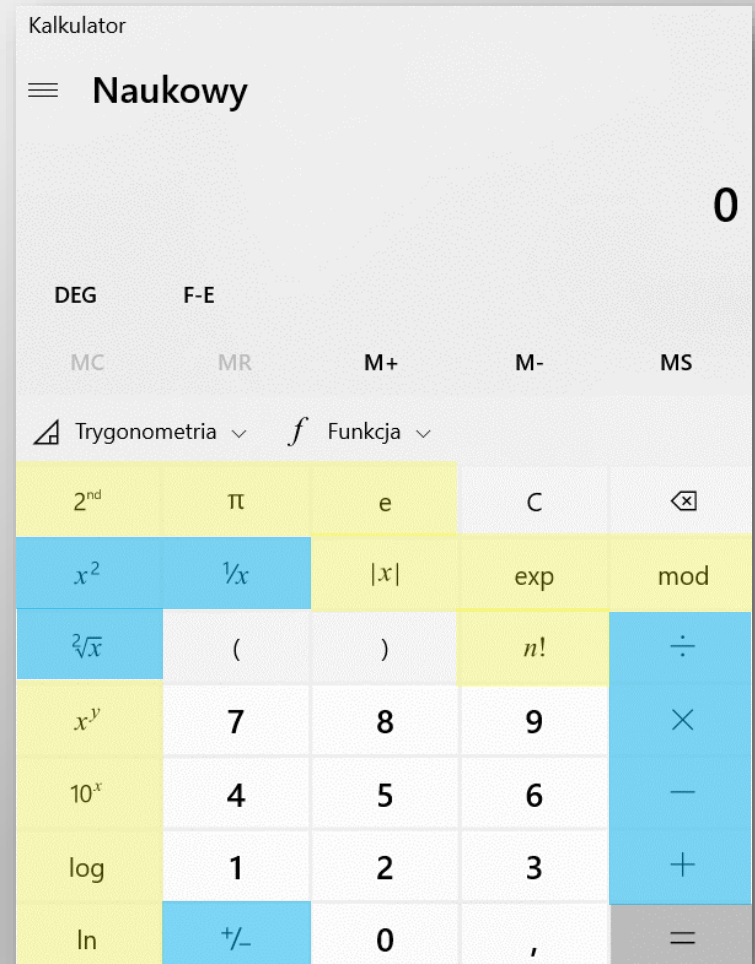 Kalkulator
Naukowy
0
DEG F-E
MC MR M+ M- MS
Trygonometria f Funkcja
2ⁿᵈ π e C
x² ¹/x |x| exp mod
²√x ( ) n! ÷
xʸ 7 8 9 ×
10ˣ 4 5 6 −
log 1 2 3 +
ln +/− 0 , =